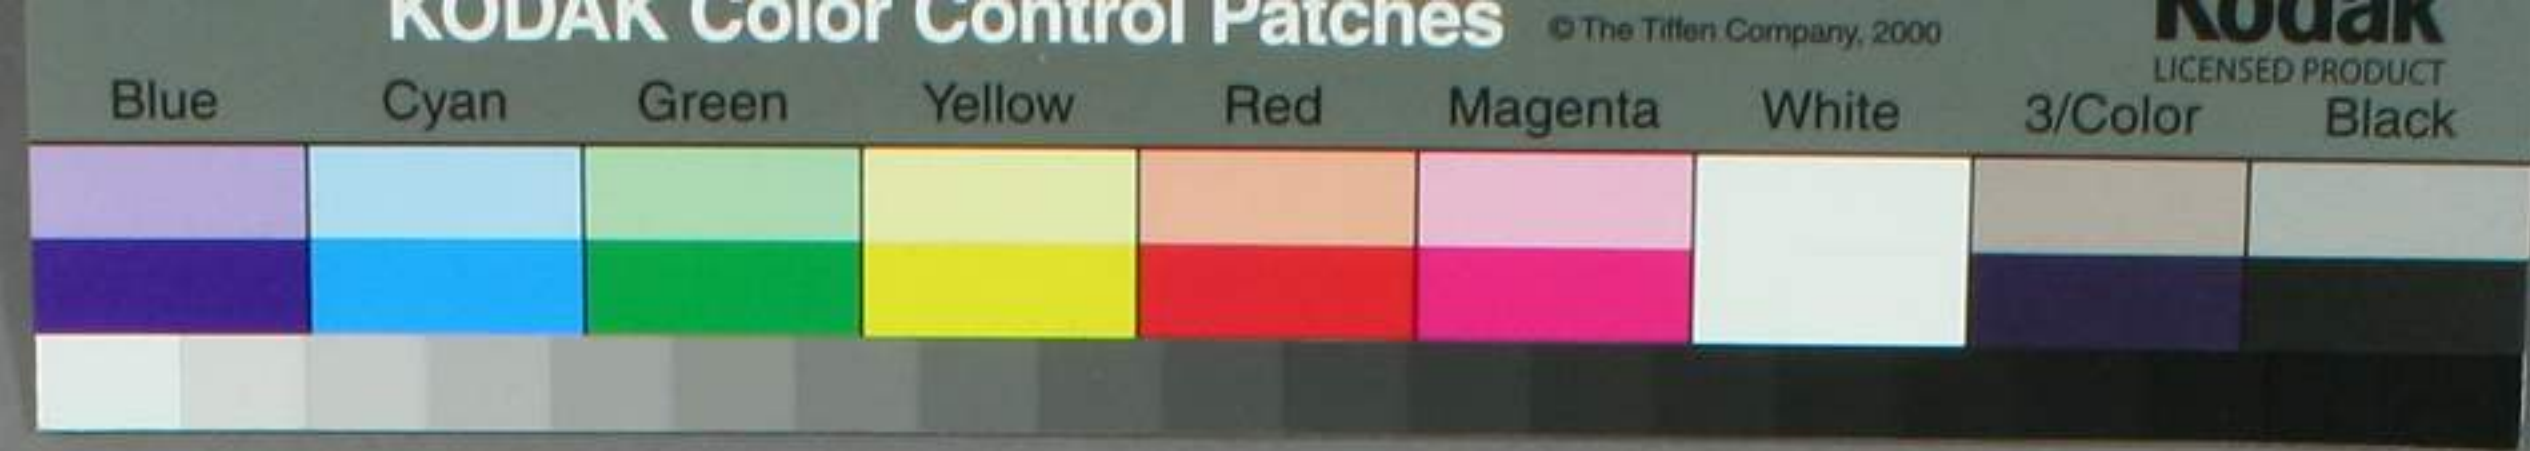 KODAK Color Control Patches © The Tiffen Company, 2000 Kodak
LICENSED PRODUCT
Blue Cyan Green Yellow Red Magenta White 3/Color Black